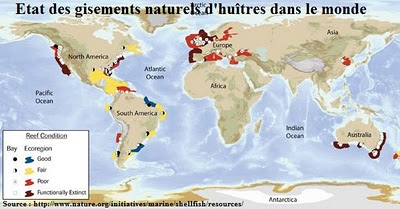 Etat des gisements naturels d'huîtres dans le monde
Arctic
North America
Europe
Asia
Atlantic
Ocean
Pacific
Ocean
Africa
South America
Indian
Ocean
Australia
Antarctica
Reef Condition
Bay Ecoregion
Good
Fair
Poor
Functionally Extinct
Source : http://www.nature.org/initiatives/marine/shellfish/resources/